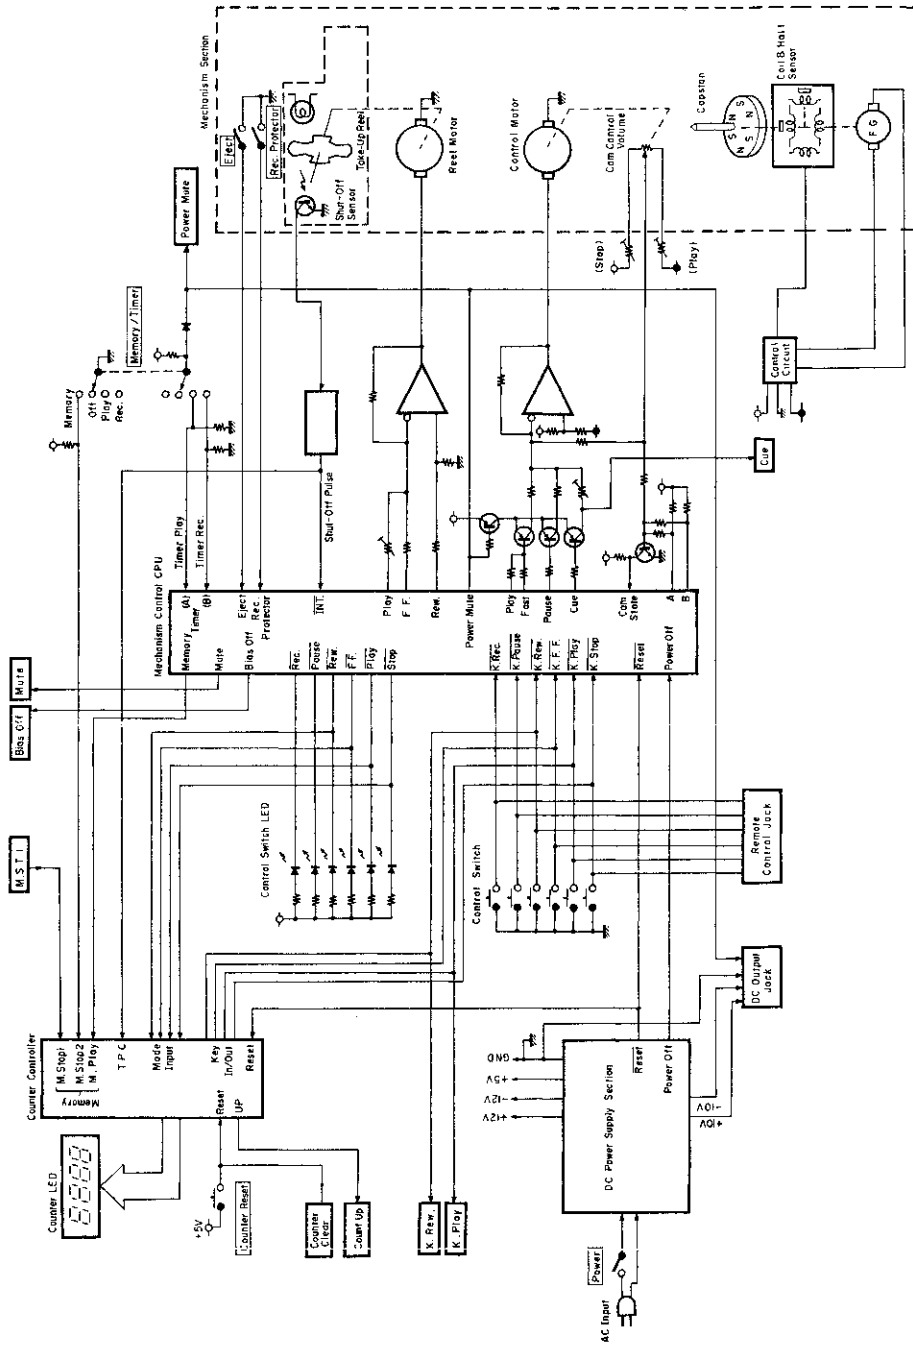 Mechanism Section
Eject
Rec. Protector
Take-Up Reel
Shut-Off
Sensor
Reel Motor
Control Motor
Cam Control
Volume
Capstan
N
S
S
N
N
S
Coil & Hall
Sensor
F G
Power Mute
Memory/Timer
Memory
Off
Play
Rec.
(Stop)
(Play)
Control
Circuit
Cue
Timer Play
Timer Rec.
Shut-Off Pulse
Mechanism Control CPU
(A)
(B)
Timer
Memory
Mute
Bias Off
Eject
Rec.
Protector
INT.
Play
F F.
Rew.
Power Mute
Play
Fast
Pause
Cue
Cam
State
A
B
Rec.
Pause
Rew.
F.F.
Play
Stop
K.Rec.
K.Pause
K.Rew.
K. F. F.
K.Play
K.Stop
Reset
Power Off
Mute
Bias Off
M.S.T.1
Control Switch LED
Control Switch
Remote
Control Jack
DC Output
Jack
Counter Controller
M.Stop1
M.Stop2
M.Play
Memory
T P C
Mode
Input
Key
In/Out
Reset
Reset
UP
Counter LED
8888
+5V
Counter Reset
Counter
Clear
Count Up
K. Rew.
K. Play
GND
+5V
-12V
+12V
DC Power Supply Section
Reset
Power Off
-10V
+10V
Power
AC Input